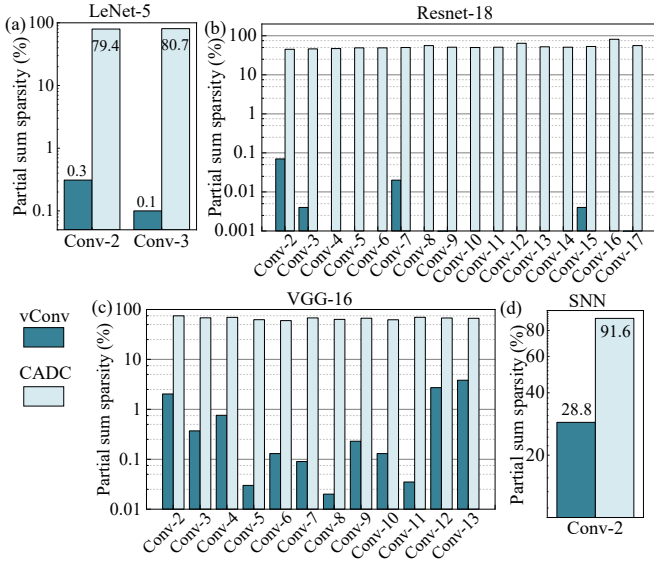 (a)
LeNet-5
Partial sum sparsity (%)
100
10
1
0.1
79.4
80.7
0.3
0.1
Conv-2
Conv-3
(b)
Resnet-18
Partial sum sparsity (%)
100
10
1
0.1
0.01
0.001
Conv-2
Conv-3
Conv-4
Conv-5
Conv-6
Conv-7
Conv-8
Conv-9
Conv-10
Conv-11
Conv-12
Conv-13
Conv-14
Conv-15
Conv-16
Conv-17
vConv
CADC
(c)
VGG-16
Partial sum sparsity (%)
100
10
1
0.1
0.01
Conv-2
Conv-3
Conv-4
Conv-5
Conv-6
Conv-7
Conv-8
Conv-9
Conv-10
Conv-11
Conv-12
Conv-13
(d)
SNN
Partial sum sparsity (%)
80
60
40
20
91.6
28.8
Conv-2